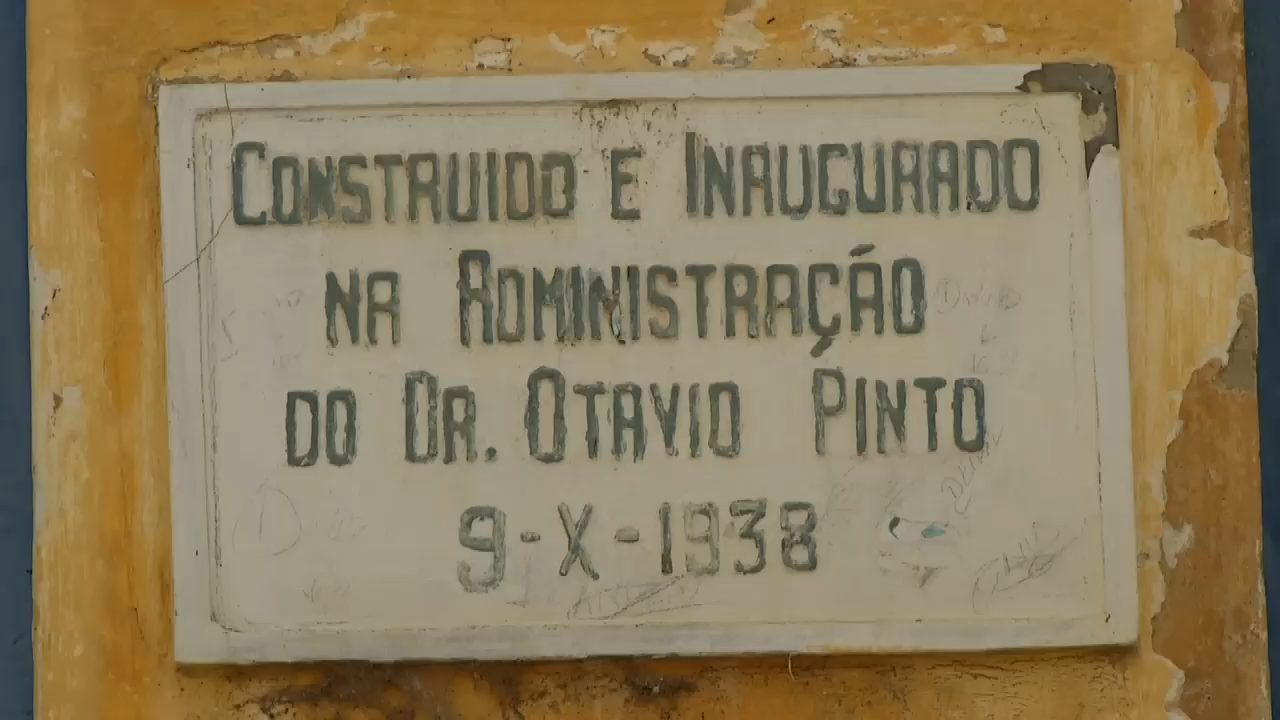 CONSTRUIDO E INAUGURADO
NA ADMINISTRAÇÃO
DO DR. OTAVIO PINTO
9-X-1938